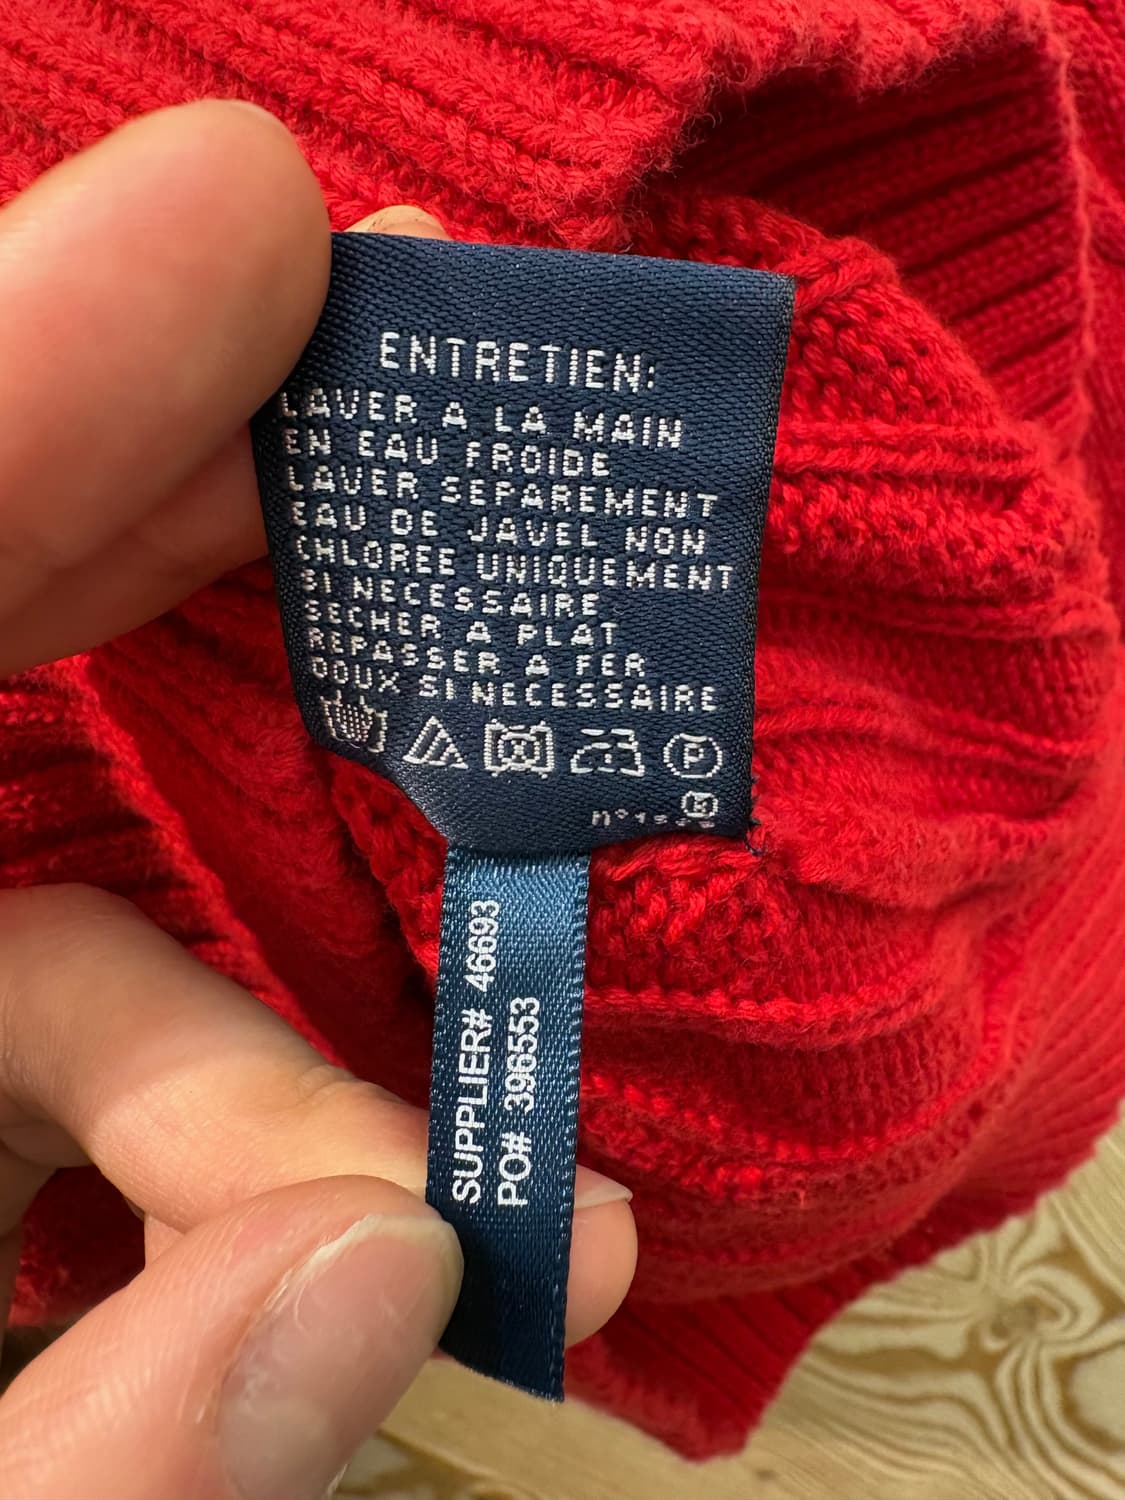 ENTRETIEN:
LAVER A LA MAIN
EN EAU FROIDE
LAVER SEPAREMENT
EAU DE JAVEL NON
CHLOREE UNIQUEMENT
SI NECESSAIRE
SECHER A PLAT
REPASSER A FER
DOUX SI NECESSAIRE
P
SUPPLIER# 46693
PO# 396553